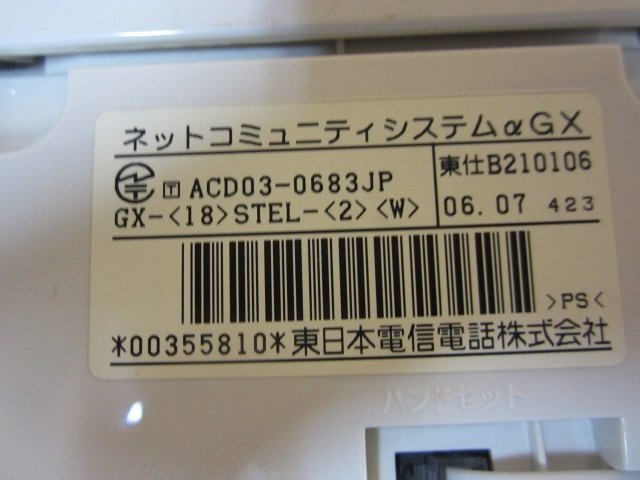 ネットコミュニティシステムαGX
T ACD03-0683JP
東仕B210106
GX-<18>STEL-<2><W>
06.07 423
>PS<
*00355810*東日本電信電話株式会社
ハンドセット